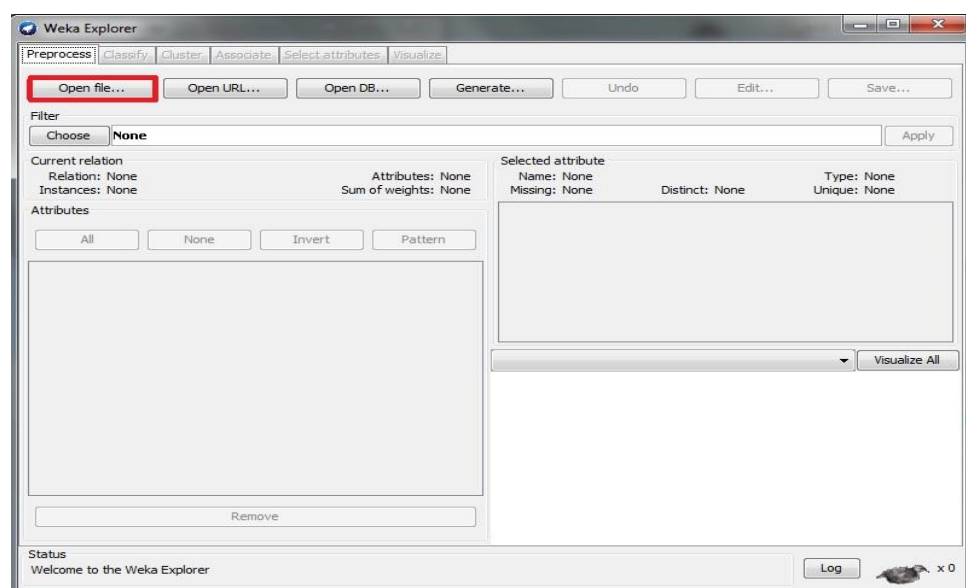 Weka Explorer
Preprocess Classify Cluster Associate Select attributes Visualize
Open file... Open URL... Open DB... Generate... Undo Edit... Save...
Filter
Choose None Apply
Current relation
Relation: None Attributes: None
Instances: None Sum of weights: None
Selected attribute
Name: None Type: None
Missing: None Distinct: None Unique: None
Attributes
All None Invert Pattern
Remove
Visualize All
Status
Welcome to the Weka Explorer
Log x 0